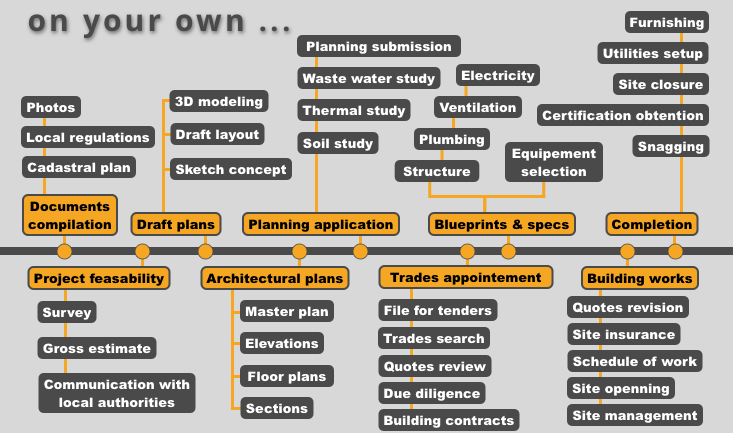 on your own ...
Photos
Local regulations
Cadastral plan
Documents
compilation
3D modeling
Draft layout
Sketch concept
Draft plans
Planning submission
Waste water study
Thermal study
Soil study
Planning application
Electricity
Ventilation
Plumbing
Structure
Equipement
selection
Blueprints & specs
Furnishing
Utilities setup
Site closure
Certification obtention
Snagging
Completion
Project feasability
Survey
Gross estimate
Communication with
local authorities
Architectural plans
Master plan
Elevations
Floor plans
Sections
Trades appointement
File for tenders
Trades search
Quotes review
Due diligence
Building contracts
Building works
Quotes revision
Site insurance
Schedule of work
Site openning
Site management